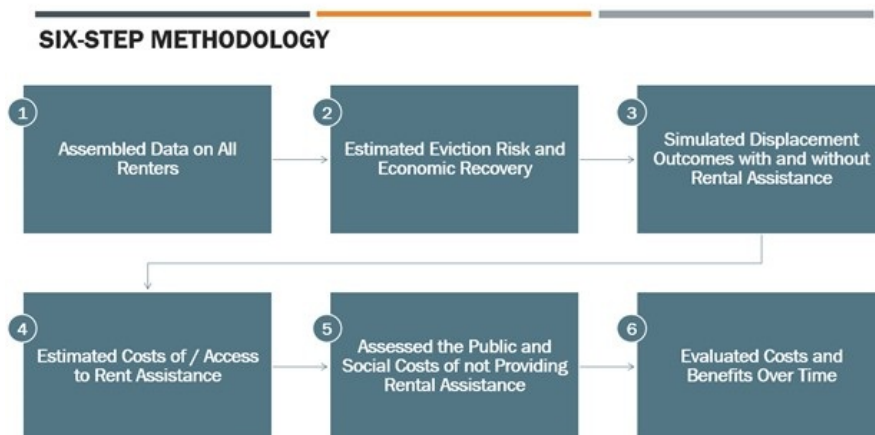 SIX-STEP METHODOLOGY
1
Assembled Data on All
Renters
2
Estimated Eviction Risk and
Economic Recovery
3
Simulated Displacement
Outcomes with and without
Rental Assistance
4
Estimated Costs of / Access
to Rent Assistance
5
Assessed the Public and
Social Costs of not Providing
Rental Assistance
6
Evaluated Costs and
Benefits Over Time